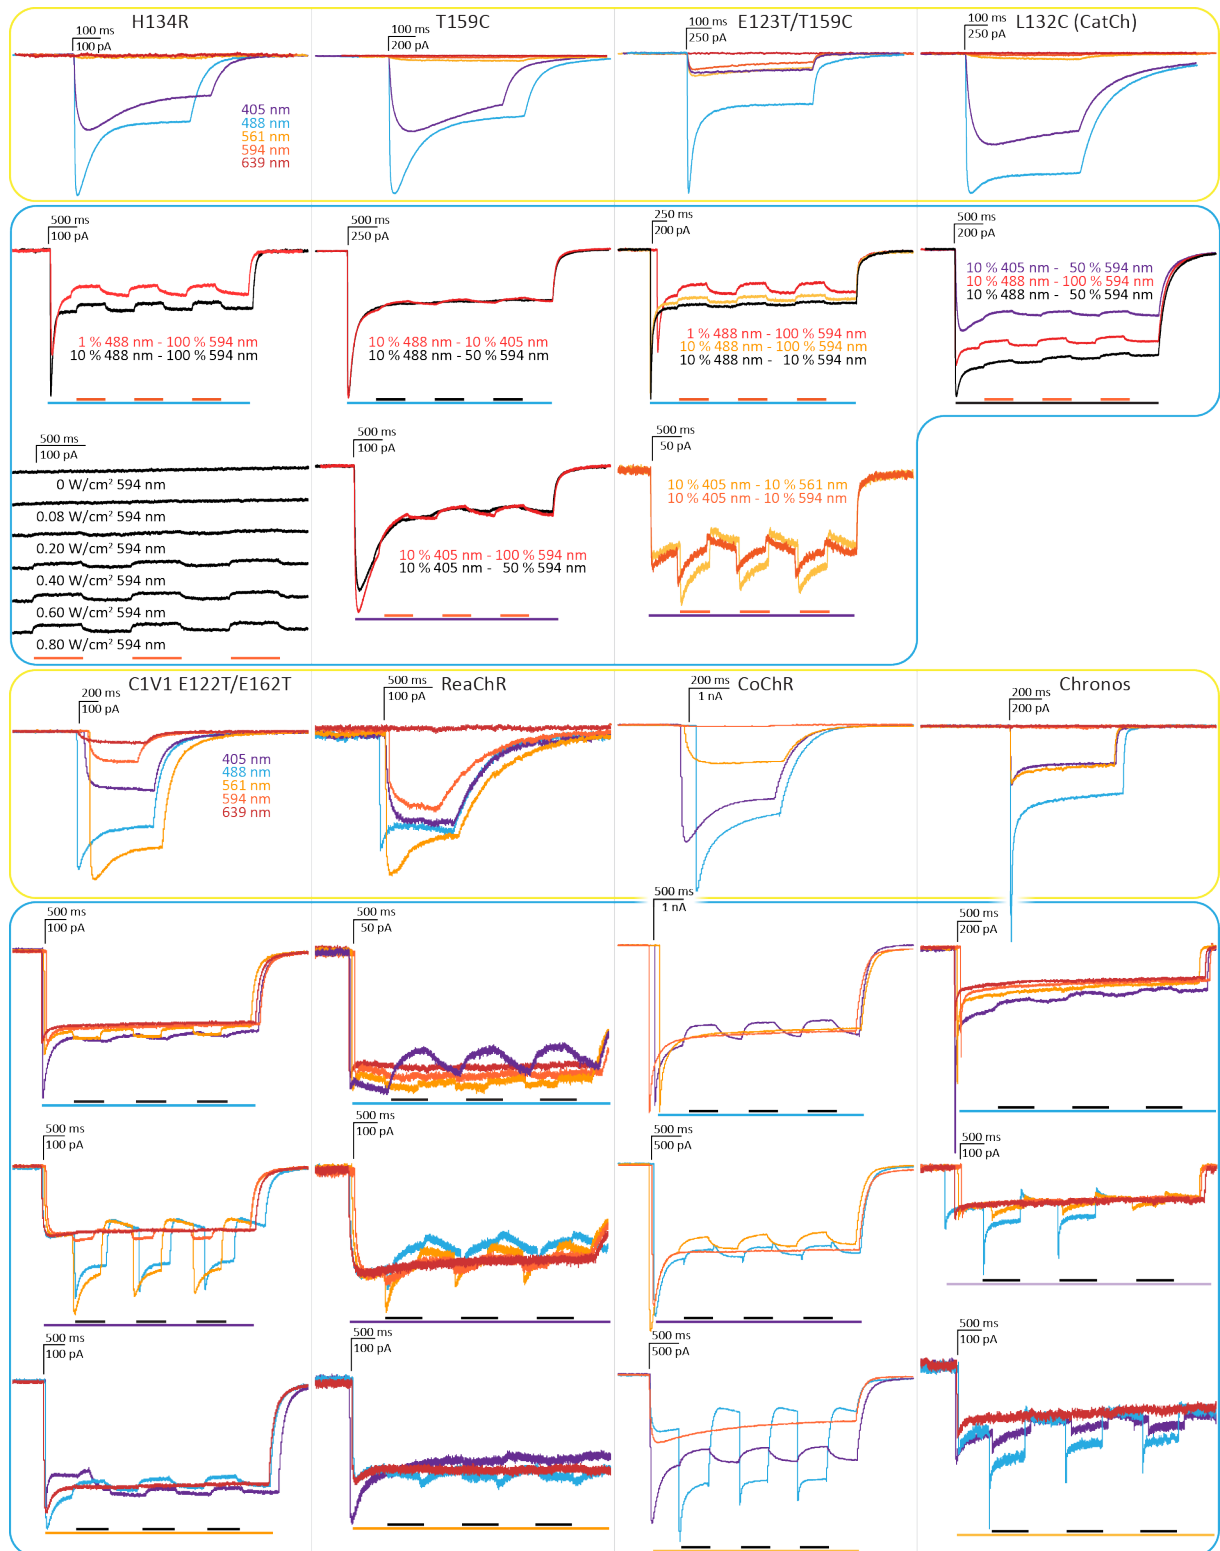 H134R
T159C
E123T/T159C
L132C (CatCh)
100 ms
100 pA
100 ms
200 pA
100 ms
250 pA
100 ms
250 pA
405 nm
488 nm
561 nm
594 nm
639 nm
500 ms
100 pA
500 ms
250 pA
250 ms
200 pA
500 ms
200 pA
1 % 488 nm - 100 % 594 nm
10 % 488 nm - 100 % 594 nm
10 % 488 nm - 10 % 405 nm
10 % 488 nm - 50 % 594 nm
1 % 488 nm - 100 % 594 nm
10 % 488 nm - 100 % 594 nm
10 % 488 nm - 10 % 594 nm
10 % 405 nm - 50 % 594 nm
10 % 488 nm - 100 % 594 nm
10 % 488 nm - 50 % 594 nm
500 ms
100 pA
500 ms
100 pA
500 ms
50 pA
0 W/cm² 594 nm
0.08 W/cm² 594 nm
0.20 W/cm² 594 nm
0.40 W/cm² 594 nm
0.60 W/cm² 594 nm
0.80 W/cm² 594 nm
10 % 405 nm - 100 % 594 nm
10 % 405 nm - 50 % 594 nm
10 % 405 nm - 10 % 561 nm
10 % 405 nm - 10 % 594 nm
C1V1 E122T/E162T
ReaChR
CoChR
Chronos
200 ms
100 pA
500 ms
100 pA
200 ms
1 nA
200 ms
200 pA
405 nm
488 nm
561 nm
594 nm
639 nm
500 ms
100 pA
500 ms
50 pA
500 ms
1 nA
500 ms
200 pA
500 ms
100 pA
500 ms
100 pA
500 ms
500 pA
500 ms
100 pA
500 ms
100 pA
500 ms
100 pA
500 ms
500 pA
500 ms
100 pA